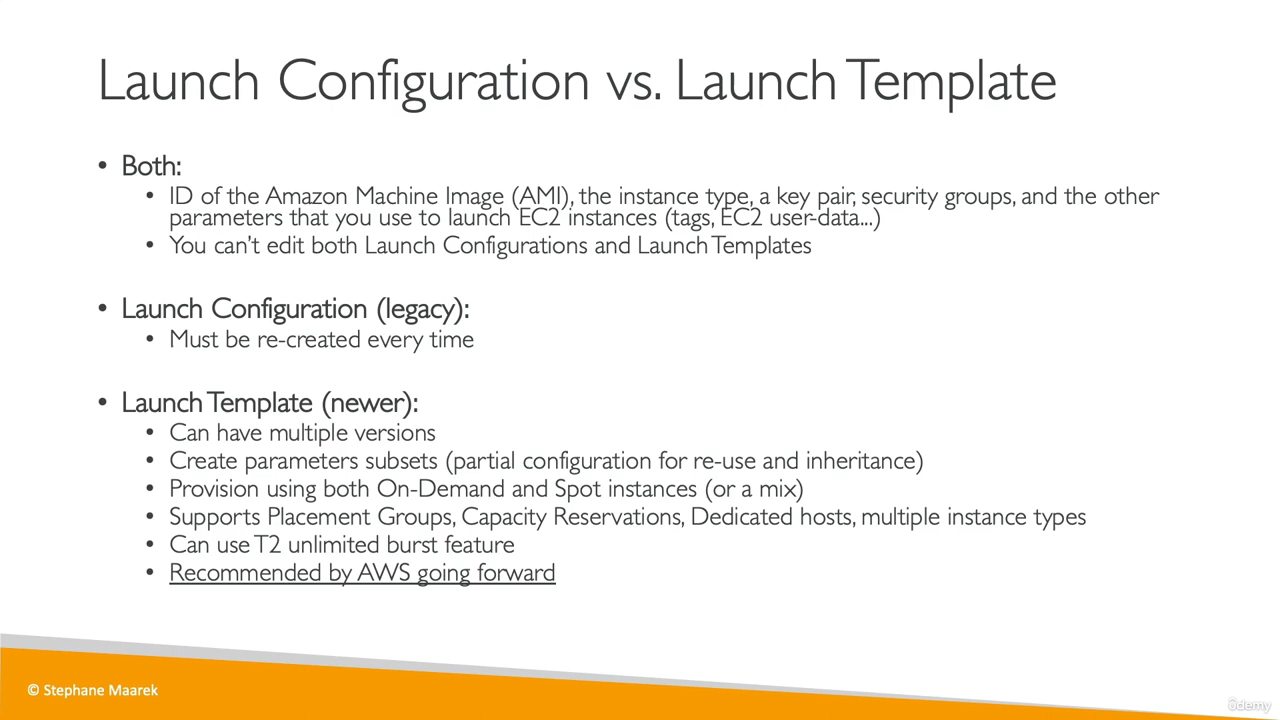 Launch Configuration vs. Launch Template
• Both:
• ID of the Amazon Machine Image (AMI), the instance type, a key pair, security groups, and the other
parameters that you use to launch EC2 instances (tags, EC2 user-data...)
• You can't edit both Launch Configurations and Launch Templates
• Launch Configuration (legacy):
• Must be re-created every time
• Launch Template (newer):
• Can have multiple versions
• Create parameters subsets (partial configuration for re-use and inheritance)
• Provision using both On-Demand and Spot instances (or a mix)
• Supports Placement Groups, Capacity Reservations, Dedicated hosts, multiple instance types
• Can use T2 unlimited burst feature
• Recommended by AWS going forward
© Stephane Maarek
ûdemy